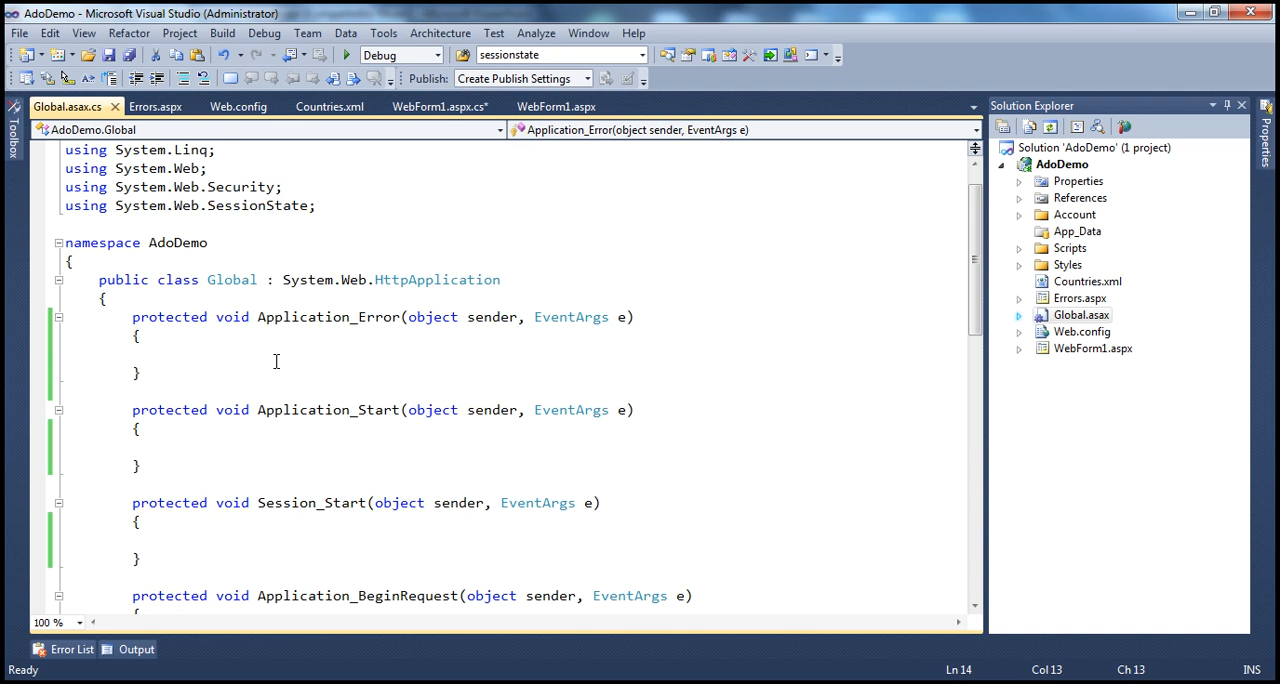 AdoDemo - Microsoft Visual Studio (Administrator)
File Edit View Refactor Project Build Debug Team Data Tools Architecture Test Analyze Window Help
Debug sessionstate
Publish: Create Publish Settings
Global.asax.cs Errors.aspx Web.config Countries.xml WebForm1.aspx.cs* WebForm1.aspx
AdoDemo.Global Application_Error(object sender, EventArgs e)
Toolbox
using System.Linq;
using System.Web;
using System.Web.Security;
using System.Web.SessionState;
namespace AdoDemo
{
public class Global : System.Web.HttpApplication
{
protected void Application_Error(object sender, EventArgs e)
{
}
protected void Application_Start(object sender, EventArgs e)
{
}
protected void Session_Start(object sender, EventArgs e)
{
}
protected void Application_BeginRequest(object sender, EventArgs e)
{
100 %
Solution Explorer
Solution 'AdoDemo' (1 project)
AdoDemo
Properties
References
Account
App_Data
Scripts
Styles
Countries.xml
Errors.aspx
Global.asax
Web.config
WebForm1.aspx
Properties
Error List Output
Ready Ln 14 Col 13 Ch 13 INS